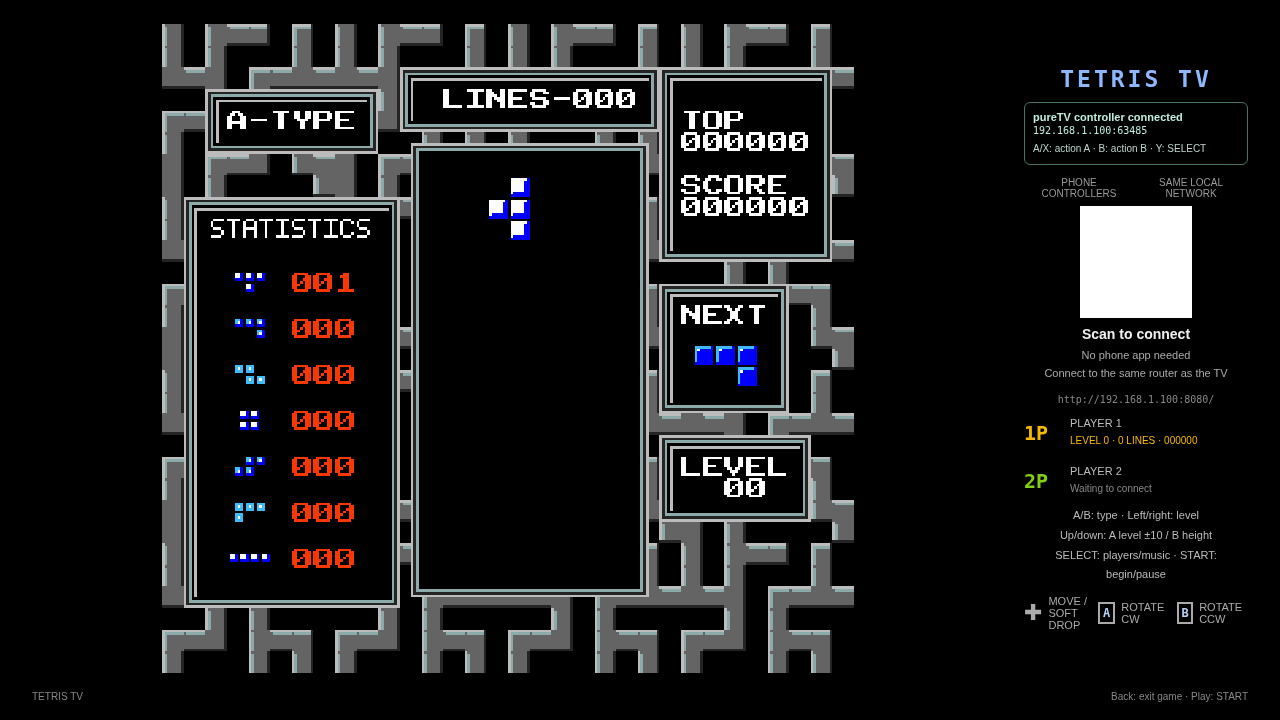 A-TYPE
LINES-000
TOP
000000
SCORE
000000
STATISTICS
001
000
000
000
000
000
000
NEXT
LEVEL
00
TETRIS TV
pureTV controller connected
192.168.1.100:63485
A/X: action A · B: action B · Y: SELECT
PHONE
CONTROLLERS
SAME LOCAL
NETWORK
Scan to connect
No phone app needed
Connect to the same router as the TV
http://192.168.1.100:8080/
1P
PLAYER 1
LEVEL 0 · 0 LINES · 000000
2P
PLAYER 2
Waiting to connect
A/B: type · Left/right: level
Up/down: A level ±10 / B height
SELECT: players/music · START:
begin/pause
MOVE /
SOFT
DROP
A
ROTATE
CW
B
ROTATE
CCW
TETRIS TV
Back: exit game · Play: START